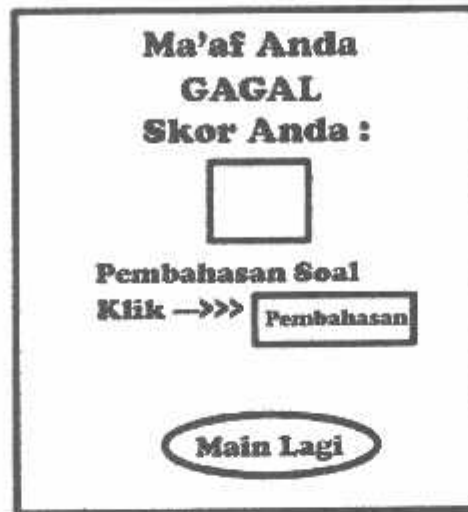 Ma'af Anda
GAGAL
Skor Anda :
Pembahasan Soal
Klik —>>> Pembahasan
Main Lagi